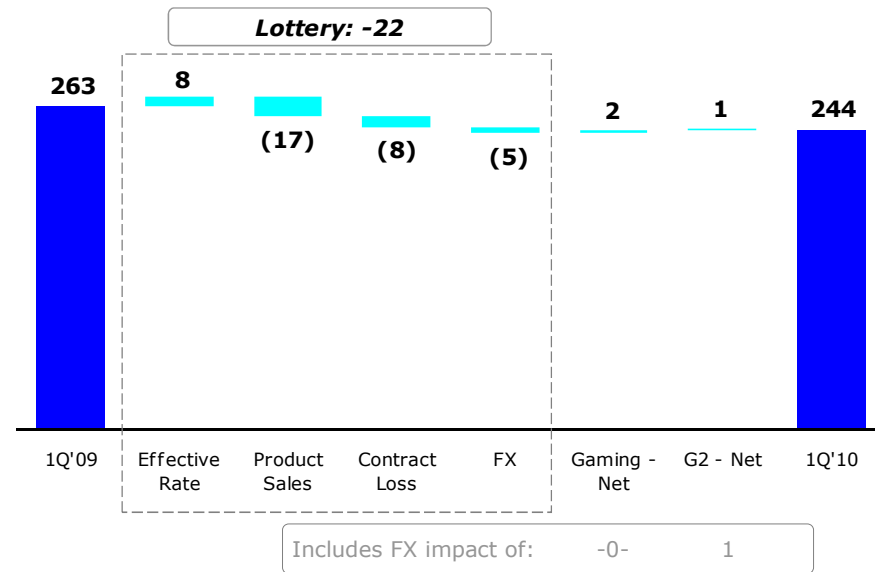 Lottery: -22
263
8
(17)
(8)
(5)
2
1
244
1Q'09
Effective Rate
Product Sales
Contract Loss
FX
Gaming - Net
G2 - Net
1Q'10
Includes FX impact of: -0- 1